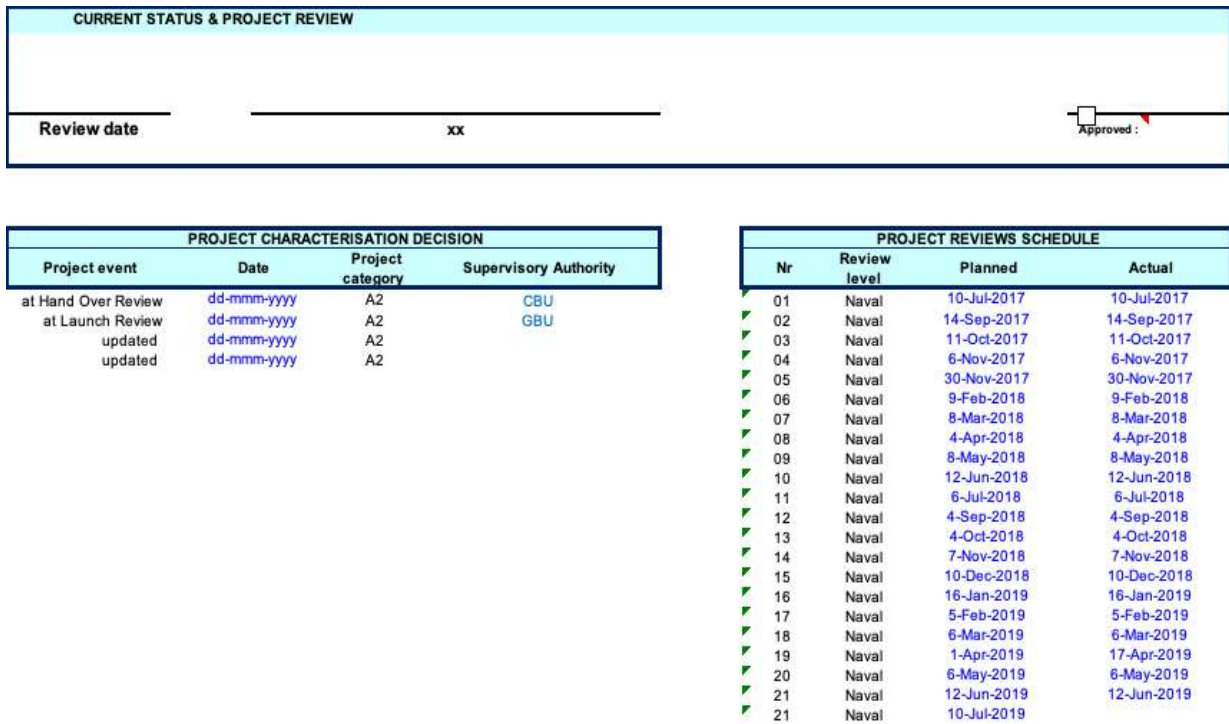 CURRENT STATUS & PROJECT REVIEW
Review date xx Approved :
PROJECT CHARACTERISATION DECISION
Project event Date Project category Supervisory Authority
at Hand Over Review dd-mmm-yyyy A2 CBU
at Launch Review dd-mmm-yyyy A2 GBU
updated dd-mmm-yyyy A2
updated dd-mmm-yyyy A2
PROJECT REVIEWS SCHEDULE
Nr Review level Planned Actual
01 Naval 10-Jul-2017 10-Jul-2017
02 Naval 14-Sep-2017 14-Sep-2017
03 Naval 11-Oct-2017 11-Oct-2017
04 Naval 6-Nov-2017 6-Nov-2017
05 Naval 30-Nov-2017 30-Nov-2017
06 Naval 9-Feb-2018 9-Feb-2018
07 Naval 8-Mar-2018 8-Mar-2018
08 Naval 4-Apr-2018 4-Apr-2018
09 Naval 8-May-2018 8-May-2018
10 Naval 12-Jun-2018 12-Jun-2018
11 Naval 6-Jul-2018 6-Jul-2018
12 Naval 4-Sep-2018 4-Sep-2018
13 Naval 4-Oct-2018 4-Oct-2018
14 Naval 7-Nov-2018 7-Nov-2018
15 Naval 10-Dec-2018 10-Dec-2018
16 Naval 16-Jan-2019 16-Jan-2019
17 Naval 5-Feb-2019 5-Feb-2019
18 Naval 6-Mar-2019 6-Mar-2019
19 Naval 1-Apr-2019 17-Apr-2019
20 Naval 6-May-2019 6-May-2019
21 Naval 12-Jun-2019 12-Jun-2019
21 Naval 10-Jul-2019